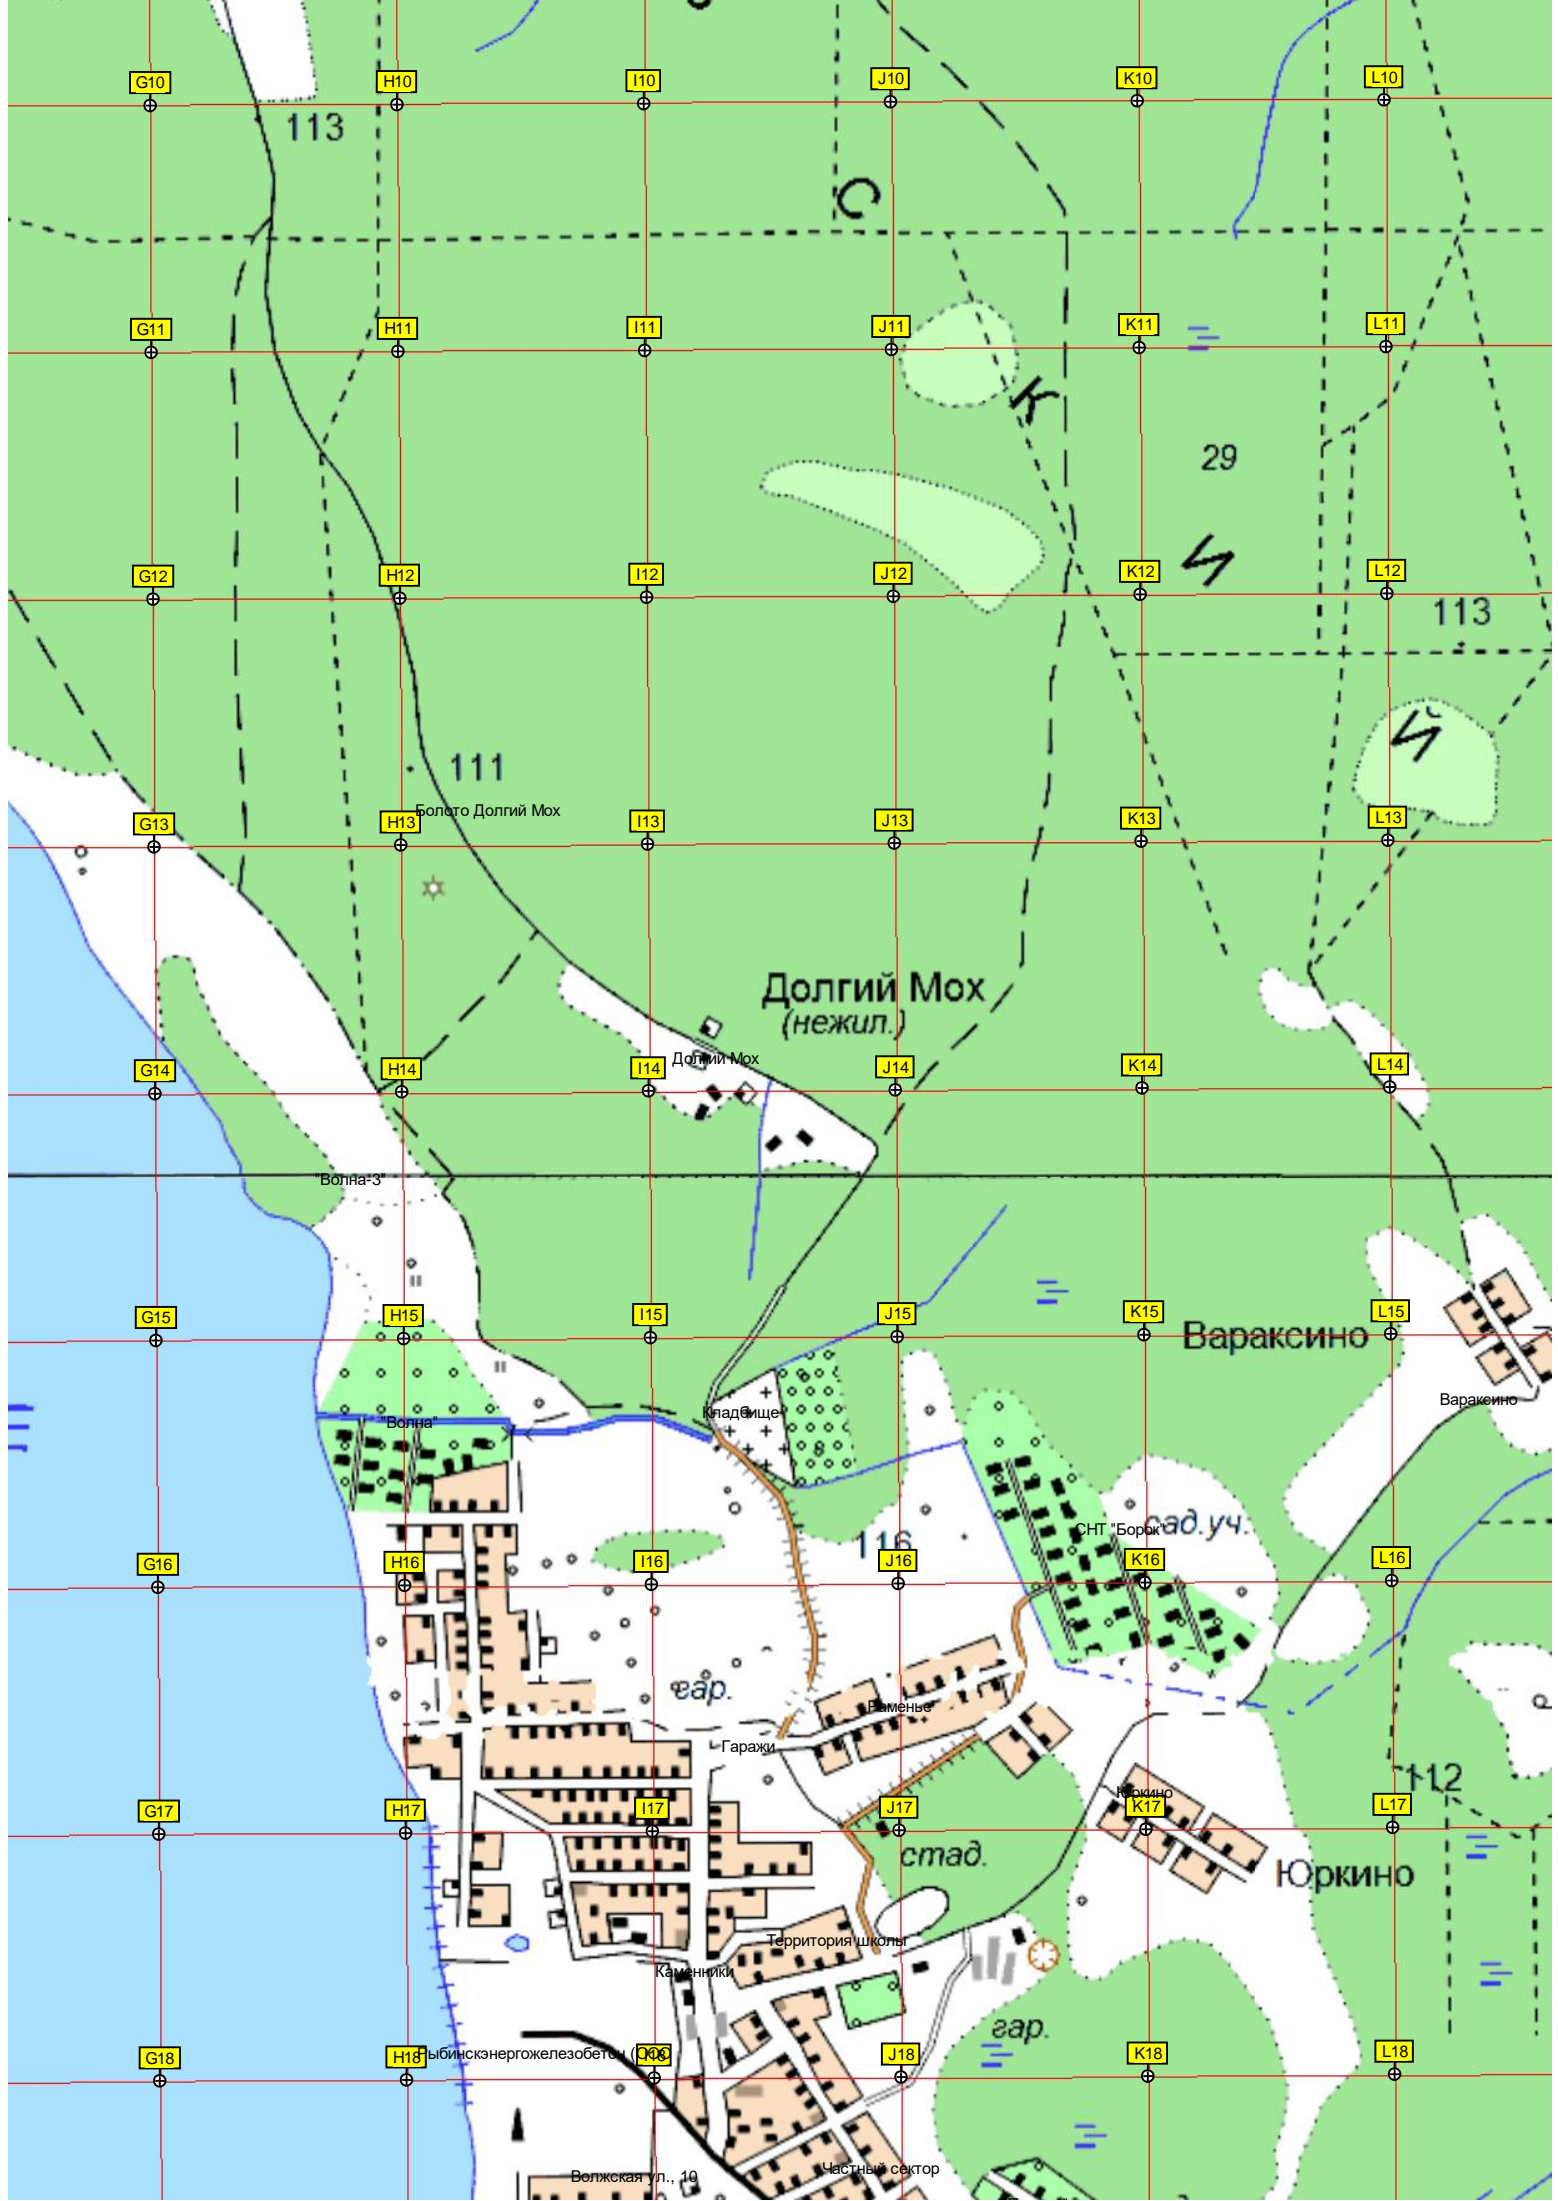 G10 H10 I10 J10 K10 L10
113
С
G11 H11 I11 J11 K11 L11
К
29
И
G12 H12 I12 J12 K12 L12
113
Й
111
Болото Долгий Мох
G13 H13 I13 J13 K13 L13
Долгий Мох
(нежил.)
Долгий Мох
G14 H14 I14 J14 K14 L14
"Волна-3"
G15 H15 I15 J15 K15 L15
Вараксино
Вараксино
Кладбище
"Волна"
сад.уч.
СНТ "Борок"
116
G16 H16 I16 J16 K16 L16
гар.
Раменье
Гаражи
112
Юркино
G17 H17 I17 J17 K17 L17
стад.
Юркино
Территория школы
Каменники
гар.
Рыбинскэнергожелезобетон (ООО
G18 H18 I18 J18 K18 L18
Частный сектор
Волжская ул., 10